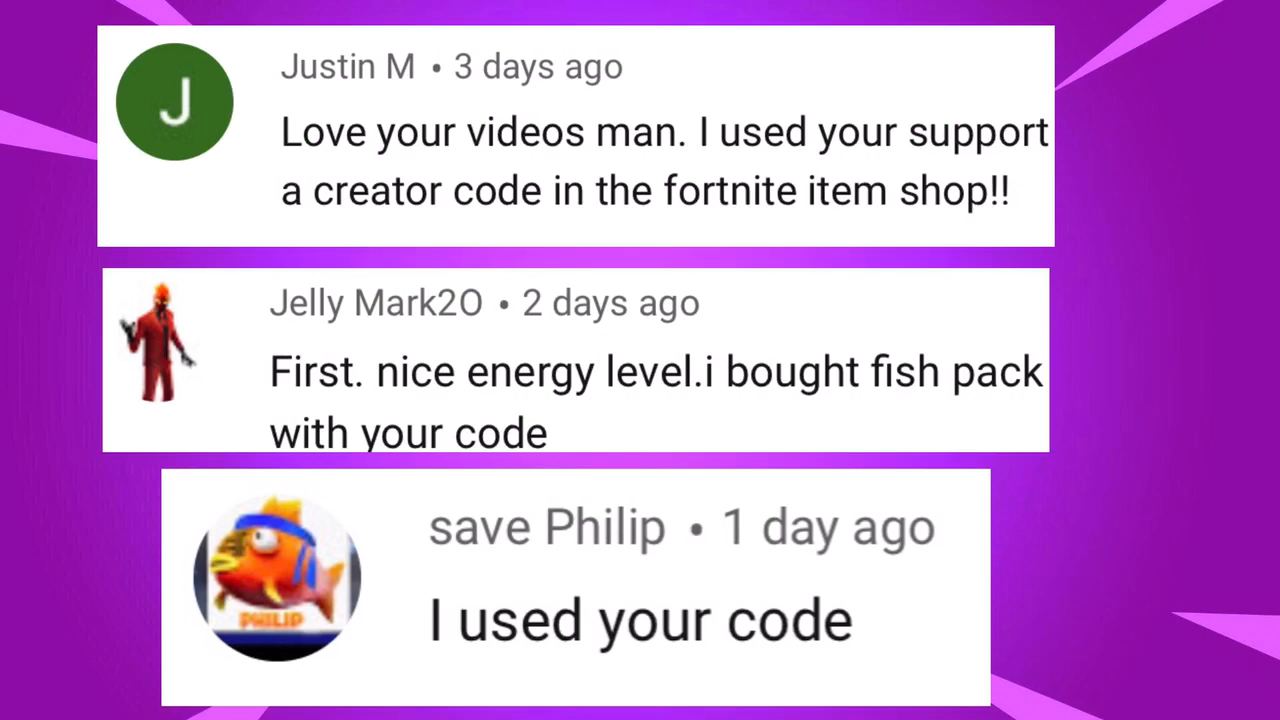 J
Justin M • 3 days ago
Love your videos man. I used your support
a creator code in the fortnite item shop!!
Jelly Mark2O • 2 days ago
First. nice energy level.i bought fish pack
with your code
save Philip • 1 day ago
PHILIP
I used your code